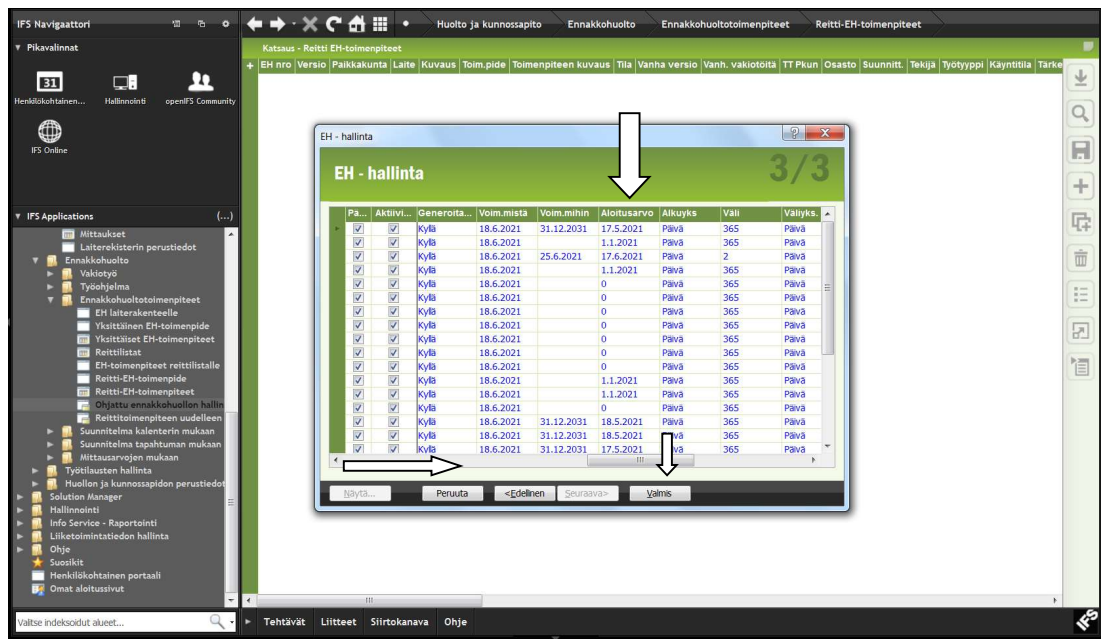 IFS Navigaattori
Huolto ja kunnossapito Ennakkohuolto Ennakkohuoltotoimenpiteet Reitti-EH-toimenpiteet
Pikavalinnat
31
Henkilökohtainen... Hallinnointi openIFS Community
IFS Online
Katsaus - Reitti EH-toimenpiteet
EH nro Versio Paikkakunta Laite Kuvaus Toim.pide Toimenpiteen kuvaus Tila Vanha versio Vanh. vakiotöitä TT Pkun Osasto Suunnitt. Tekijä Työtyyppi Käyntitila Tärke
IFS Applications (...)
Mittaukset
Laiterekisterin perustiedot
Ennakkohuolto
Vakiotyö
Työohjelma
Ennakkohuoltotoimenpiteet
EH laiterakenteelle
Yksittäinen EH-toimenpide
Yksittäiset EH-toimenpiteet
Reittilistat
EH-toimenpiteet reittilistalle
Reitti-EH-toimenpide
Reitti-EH-toimenpiteet
Ohjattu ennakkohuollon hallin
Reittitoimenpiteen uudelleen
Suunnitelma kalenterin mukaan
Suunnitelma tapahtuman mukaan
Mittausarvojen mukaan
Työtilausten hallinta
Huollon ja kunnossapidon perustiedot
Solution Manager
Hallinnointi
Info Service - Raportointi
Liiketoimintatiedon hallinta
Ohje
Suosikit
Henkilökohtainen portaali
Omat aloitussivut
Valitse indeksoidut alueet...
EH - hallinta
EH - hallinta 3/3
Pä... Aktiivi... Generoita... Voim.mistä Voim.mihin Aloitusarvo Alkuyks Väli Väliyks.
Kyllä 18.6.2021 31.12.2031 17.5.2021 Päivä 365 Päivä
Kyllä 18.6.2021 1.1.2021 Päivä 365 Päivä
Kyllä 18.6.2021 25.6.2021 17.6.2021 Päivä 2 Päivä
Kyllä 18.6.2021 1.1.2021 Päivä 365 Päivä
Kyllä 18.6.2021 0 Päivä 365 Päivä
Kyllä 18.6.2021 0 Päivä 365 Päivä
Kyllä 18.6.2021 0 Päivä 365 Päivä
Kyllä 18.6.2021 0 Päivä 365 Päivä
Kyllä 18.6.2021 0 Päivä 365 Päivä
Kyllä 18.6.2021 0 Päivä 365 Päivä
Kyllä 18.6.2021 0 Päivä 365 Päivä
Kyllä 18.6.2021 1.1.2021 Päivä 365 Päivä
Kyllä 18.6.2021 1.1.2021 Päivä 365 Päivä
Kyllä 18.6.2021 0 Päivä 365 Päivä
Kyllä 18.6.2021 31.12.2031 18.5.2021 Päivä 365 Päivä
Kyllä 18.6.2021 31.12.2031 18.5.2021 365 Päivä
Kyllä 18.6.2021 31.12.2031 17.5.2021 365 Päivä
Näytä... Peruuta <Edellinen Seuraava> Valmis
Tehtävät Liitteet Siirtokanava Ohje
IFS